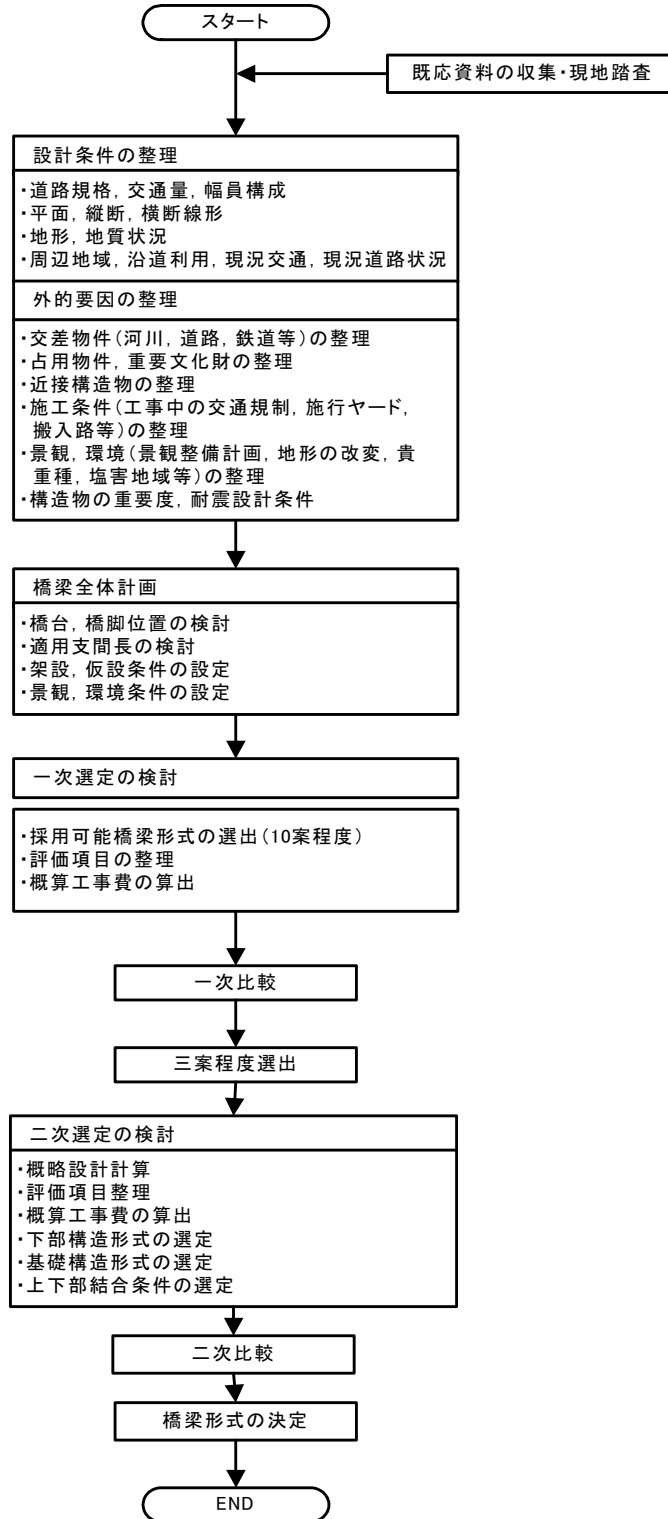 スタート
既応資料の収集・現地踏査
設計条件の整理
・道路規格, 交通量, 幅員構成
・平面, 縦断, 横断線形
・地形, 地質状況
・周辺地域, 沿道利用, 現況交通, 現況道路状況
外的要因の整理
・交差物件(河川, 道路, 鉄道等)の整理
・占用物件, 重要文化財の整理
・近接構造物の整理
・施工条件(工事中の交通規制, 施行ヤード,
搬入路等)の整理
・景観, 環境(景観整備計画, 地形の改変, 貴
重種, 塩害地域等)の整理
・構造物の重要度, 耐震設計条件
橋梁全体計画
・橋台, 橋脚位置の検討
・適用支間長の検討
・架設, 仮設条件の設定
・景観, 環境条件の設定
一次選定の検討
・採用可能橋梁形式の選出(10案程度)
・評価項目の整理
・概算工事費の算出
一次比較
三案程度選出
二次選定の検討
・概略設計計算
・評価項目整理
・概算工事費の算出
・下部構造形式の選定
・基礎構造形式の選定
・上下部結合条件の選定
二次比較
橋梁形式の決定
END